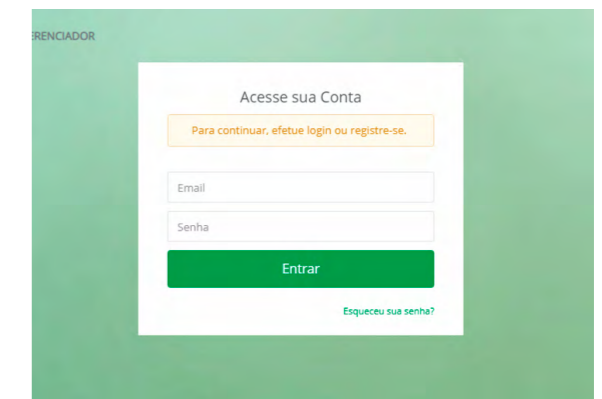 ERENCIADOR
Acesse sua Conta
Para continuar, efetue login ou registre-se.
Email
Senha
Entrar
Esqueceu sua senha?